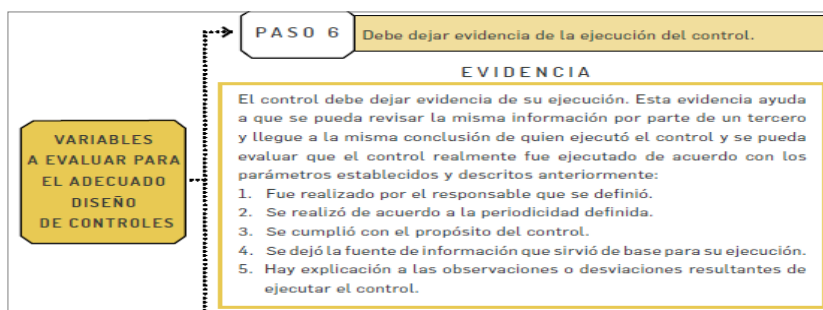 PASO 6
Debe dejar evidencia de la ejecución del control.
EVIDENCIA
VARIABLES
A EVALUAR PARA
EL ADECUADO
DISEÑO
DE CONTROLES
El control debe dejar evidencia de su ejecución. Esta evidencia ayuda
a que se pueda revisar la misma información por parte de un tercero
y llegue a la misma conclusión de quien ejecutó el control y se pueda
evaluar que el control realmente fue ejecutado de acuerdo con los
parámetros establecidos y descritos anteriormente:
1. Fue realizado por el responsable que se definió.
2. Se realizó de acuerdo a la periodicidad definida.
3. Se cumplió con el propósito del control.
4. Se dejó la fuente de información que sirvió de base para su ejecución.
5. Hay explicación a las observaciones o desviaciones resultantes de
ejecutar el control.